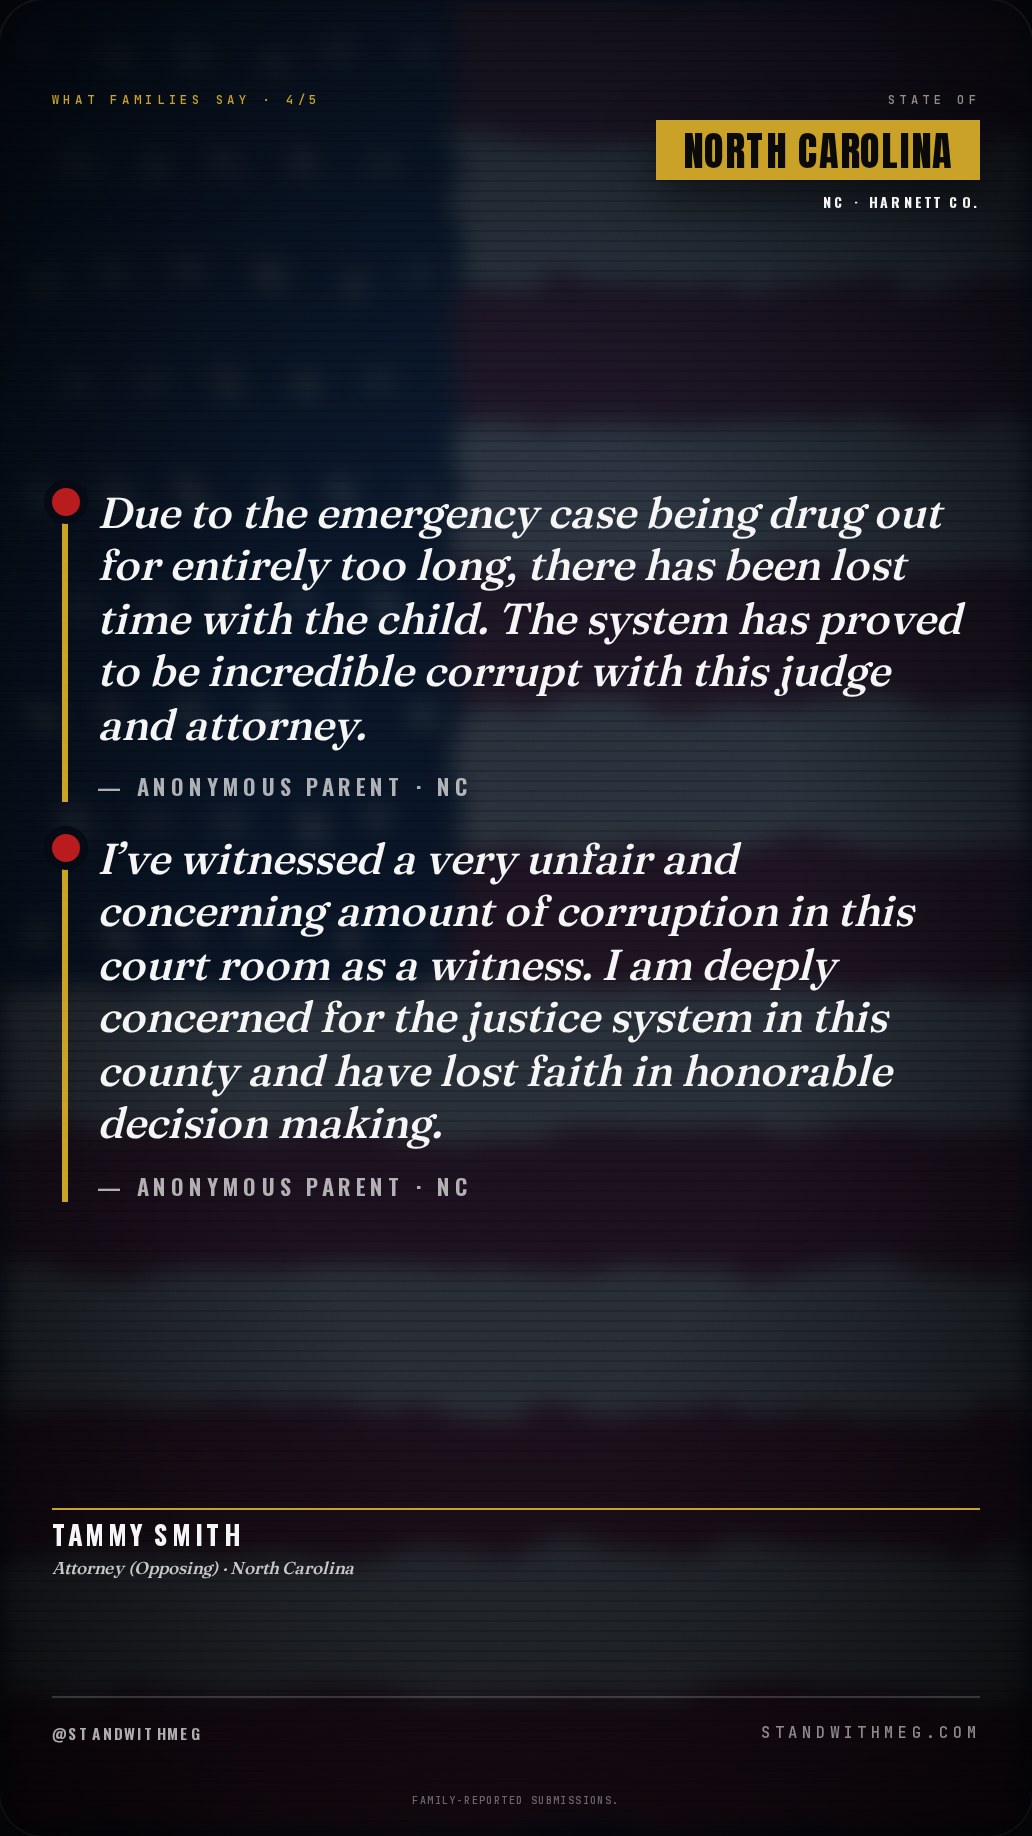 WHAT FAMILIES SAY · 4/5
STATE OF
NORTH CAROLINA
NC · HARNETT CO.
Due to the emergency case being drug out
for entirely too long, there has been lost
time with the child. The system has proved
to be incredible corrupt with this judge
and attorney.
— ANONYMOUS PARENT · NC
I’ve witnessed a very unfair and
concerning amount of corruption in this
court room as a witness. I am deeply
concerned for the justice system in this
county and have lost faith in honorable
decision making.
— ANONYMOUS PARENT · NC
TAMMY SMITH
Attorney (Opposing) · North Carolina
@STANDWITHMEG
STANDWITHMEG.COM
FAMILY-REPORTED SUBMISSIONS.